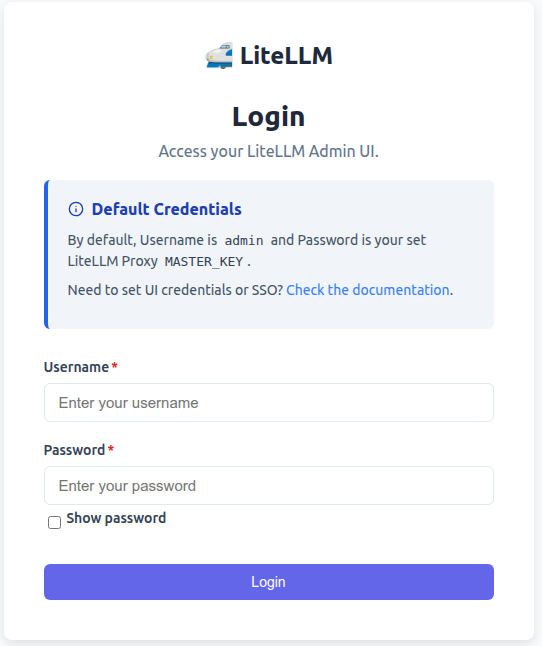 LiteLLM
Login
Access your LiteLLM Admin UI.
Default Credentials
By default, Username is admin and Password is your set
LiteLLM Proxy MASTER_KEY.
Need to set UI credentials or SSO? Check the documentation.
Username*
Enter your username
Password*
Enter your password
Show password
Login